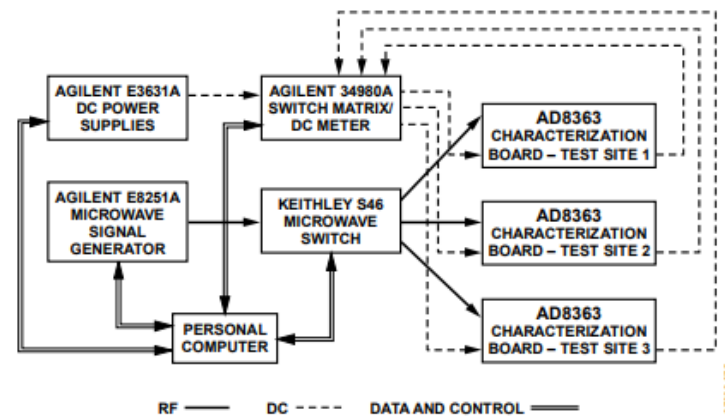 AGILENT E3631A
DC POWER
SUPPLIES
AGILENT 34980A
SWITCH MATRIX/
DC METER
AD8363
CHARACTERIZATION
BOARD – TEST SITE 1
AGILENT E8251A
MICROWAVE
SIGNAL
GENERATOR
KEITHLEY S46
MICROWAVE
SWITCH
AD8363
CHARACTERIZATION
BOARD – TEST SITE 2
PERSONAL
COMPUTER
AD8363
CHARACTERIZATION
BOARD – TEST SITE 3
RF
DC
DATA AND CONTROL